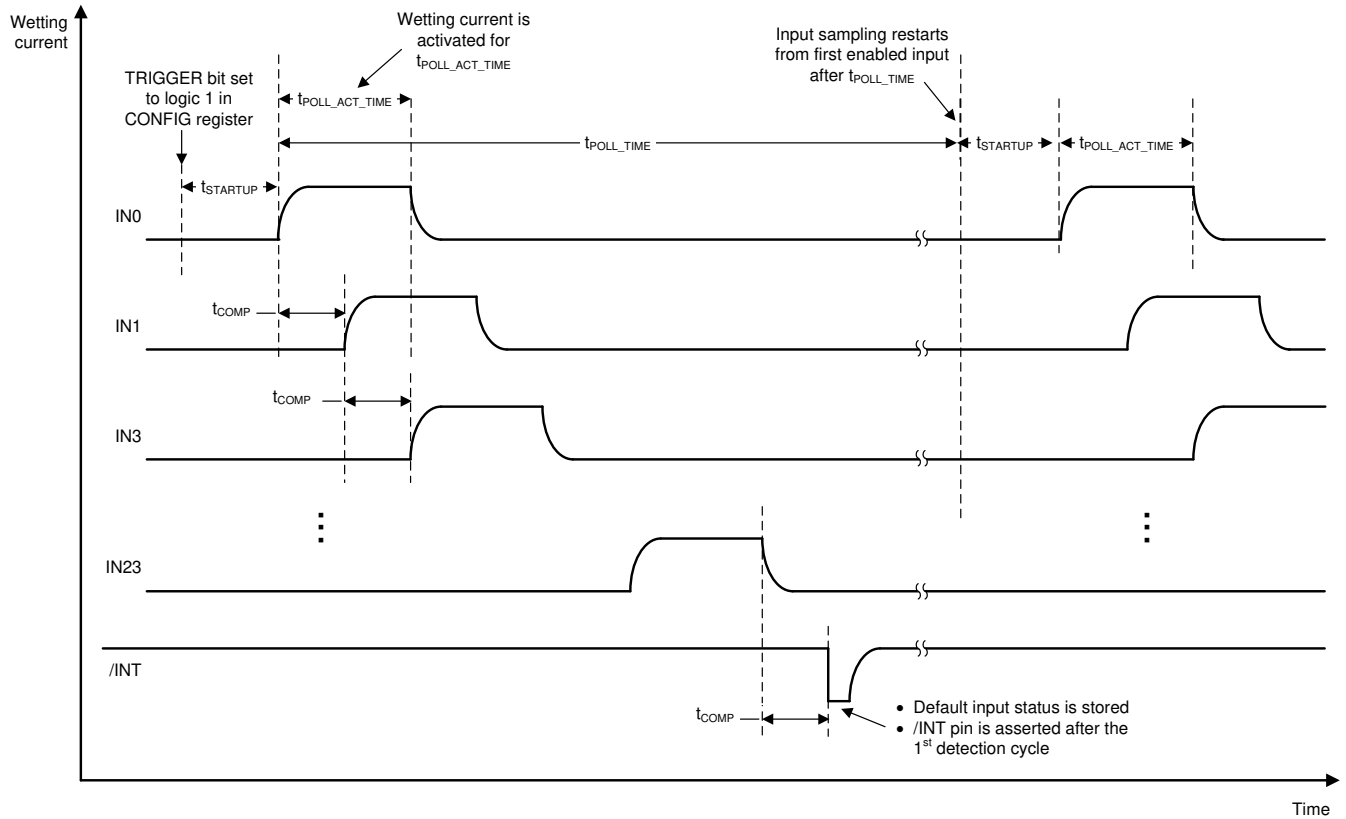 Wetting
current
Wetting current is
activated for
tPOLL_ACT_TIME
Input sampling restarts
from first enabled input
after tPOLL_TIME
TRIGGER bit set
to logic 1 in
CONFIG register
tPOLL_ACT_TIME
tPOLL_TIME
tSTARTUP
tPOLL_ACT_TIME
tSTARTUP
IN0
tCOMP
IN1
tCOMP
IN3
IN23
/INT
tCOMP
• Default input status is stored
• /INT pin is asserted after the
1st detection cycle
Time